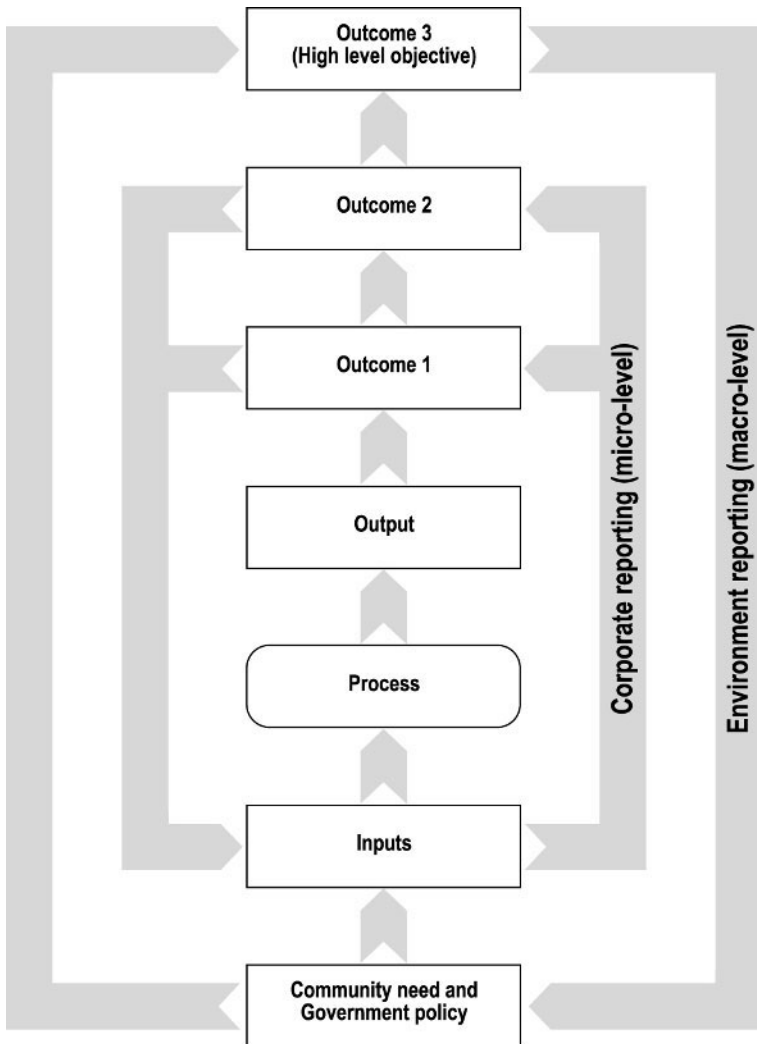 Outcome 3
(High level objective)
Outcome 2
Outcome 1
Output
Process
Inputs
Community need and
Government policy
Corporate reporting (micro-level)
Environment reporting (macro-level)